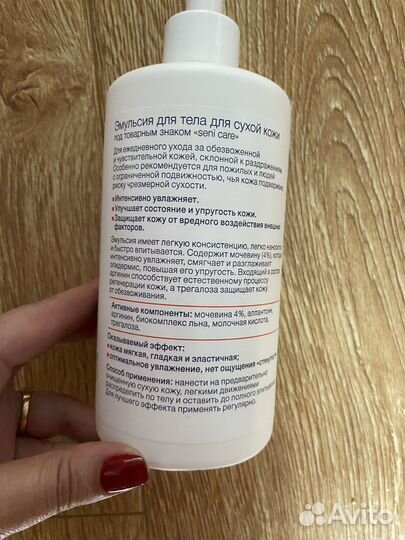 Эмульсия для тела для сухой кожи
под товарным знаком «seni care»
Для ежедневного ухода за обезвоженной
и чувствительной кожей, склонной к раздражениям.
Особенно рекомендуется для пожилых и людей
с ограниченной подвижностью, чья кожа подвержена
риску чрезмерной сухости.
Интенсивно увлажняет.
Улучшает состояние и упругость кожи.
Защищает кожу от вредного воздействия внешних
факторов.
Эмульсия имеет легкую консистенцию, легко наносится
и быстро впитывается. Содержит мочевину (4%), которая
интенсивно увлажняет, смягчает и разглаживает
эпидермис, повышая его упругость. Входящий в состав
аргинин способствует естественному процессу
регенерации кожи, а трегалоза защищает кожу
от обезвоживания.
Активные компоненты: мочевина 4%, аллантоин,
аргинин, биокомплекс льна, молочная кислота,
трегалоза.
Оказываемый эффект:
кожа мягкая, гладкая и эластичная;
оптимальное увлажнение, нет ощущения «стянутости»
Способ применения: нанести на предварительно
очищенную сухую кожу, легкими движениями
распределить по телу и оставить до полного впитывания.
Для лучшего эффекта применять регулярно.
Avito